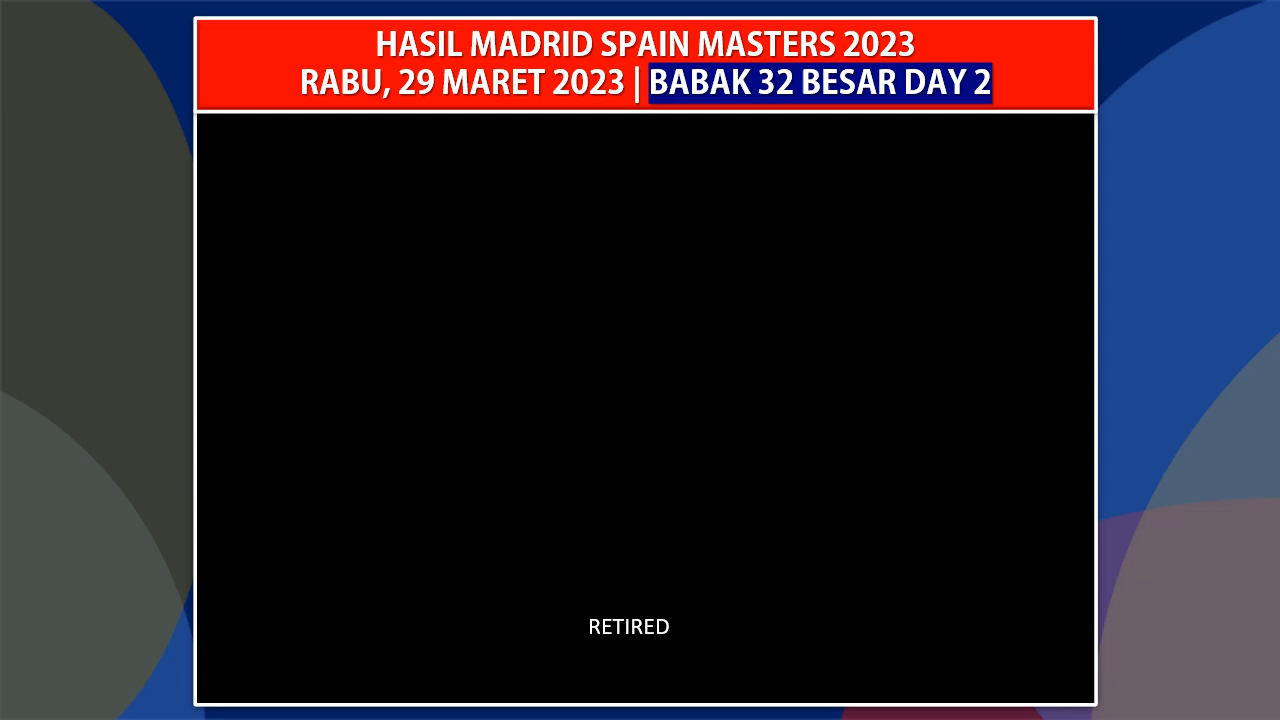 HASIL MADRID SPAIN MASTERS 2023
RABU, 29 MARET 2023 | BABAK 32 BESAR DAY 2
RETIRED